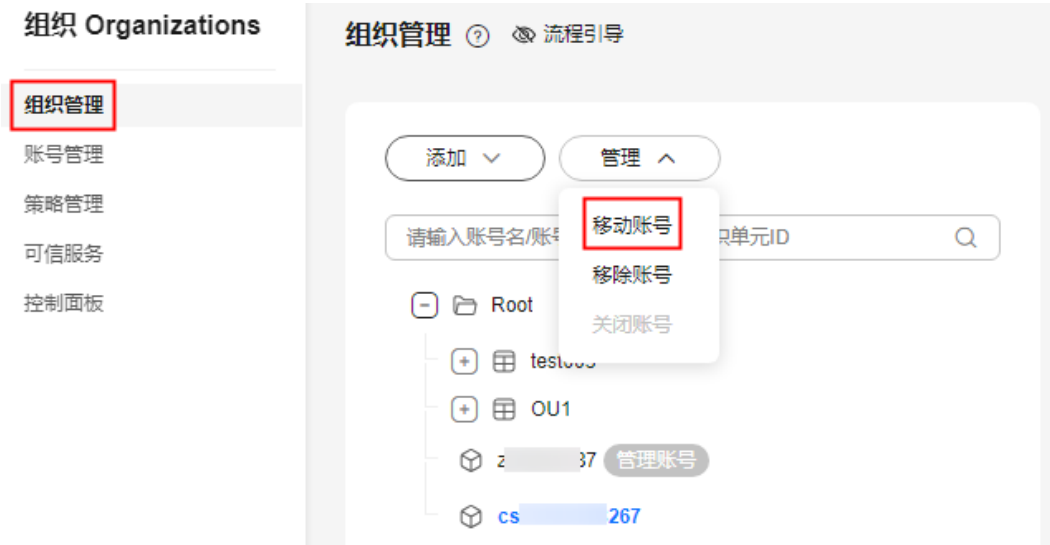 组织 Organizations
组织管理
账号管理
策略管理
可信服务
控制面板
组织管理 ? 流程引导
添加 管理
移动账号
移除账号
关闭账号
请输入账号名/账 单元ID
Root
OU1
z 37 管理账号
cs 267